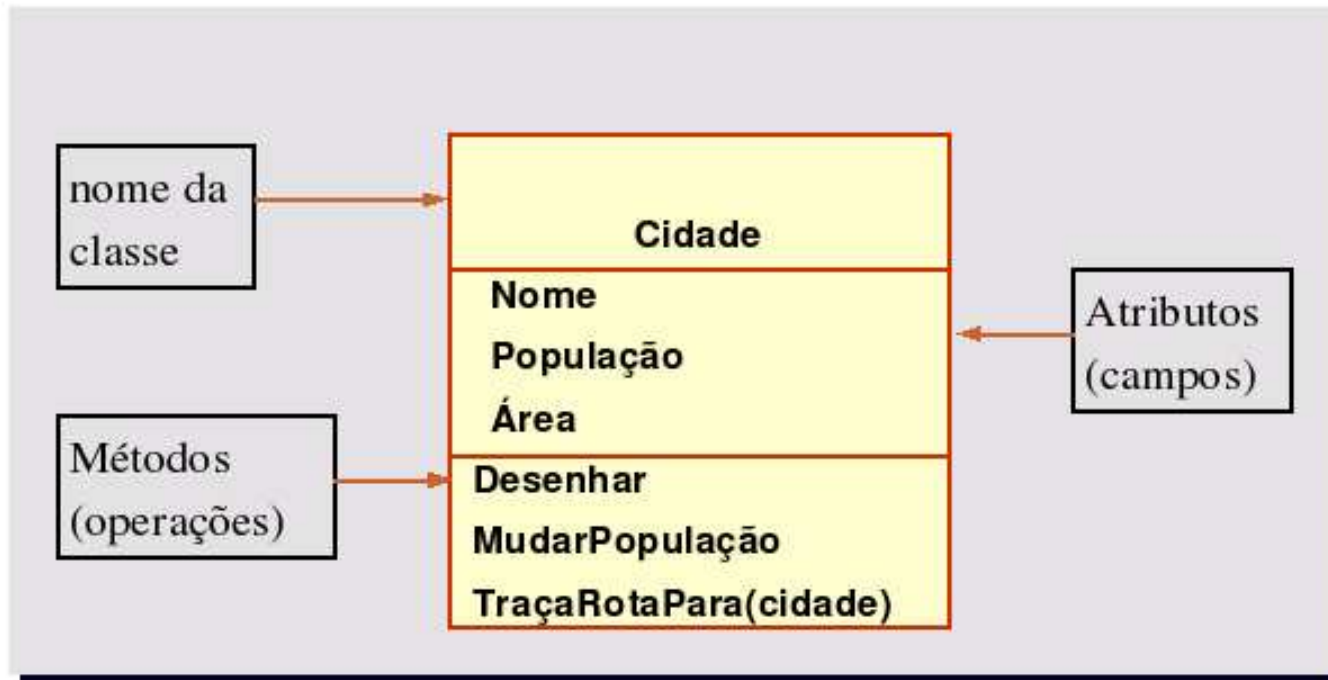 nome da
classe
Cidade
Nome
População
Área
Atributos
(campos)
Métodos
(operações)
Desenhar
MudarPopulação
TraçaRotaPara(cidade)